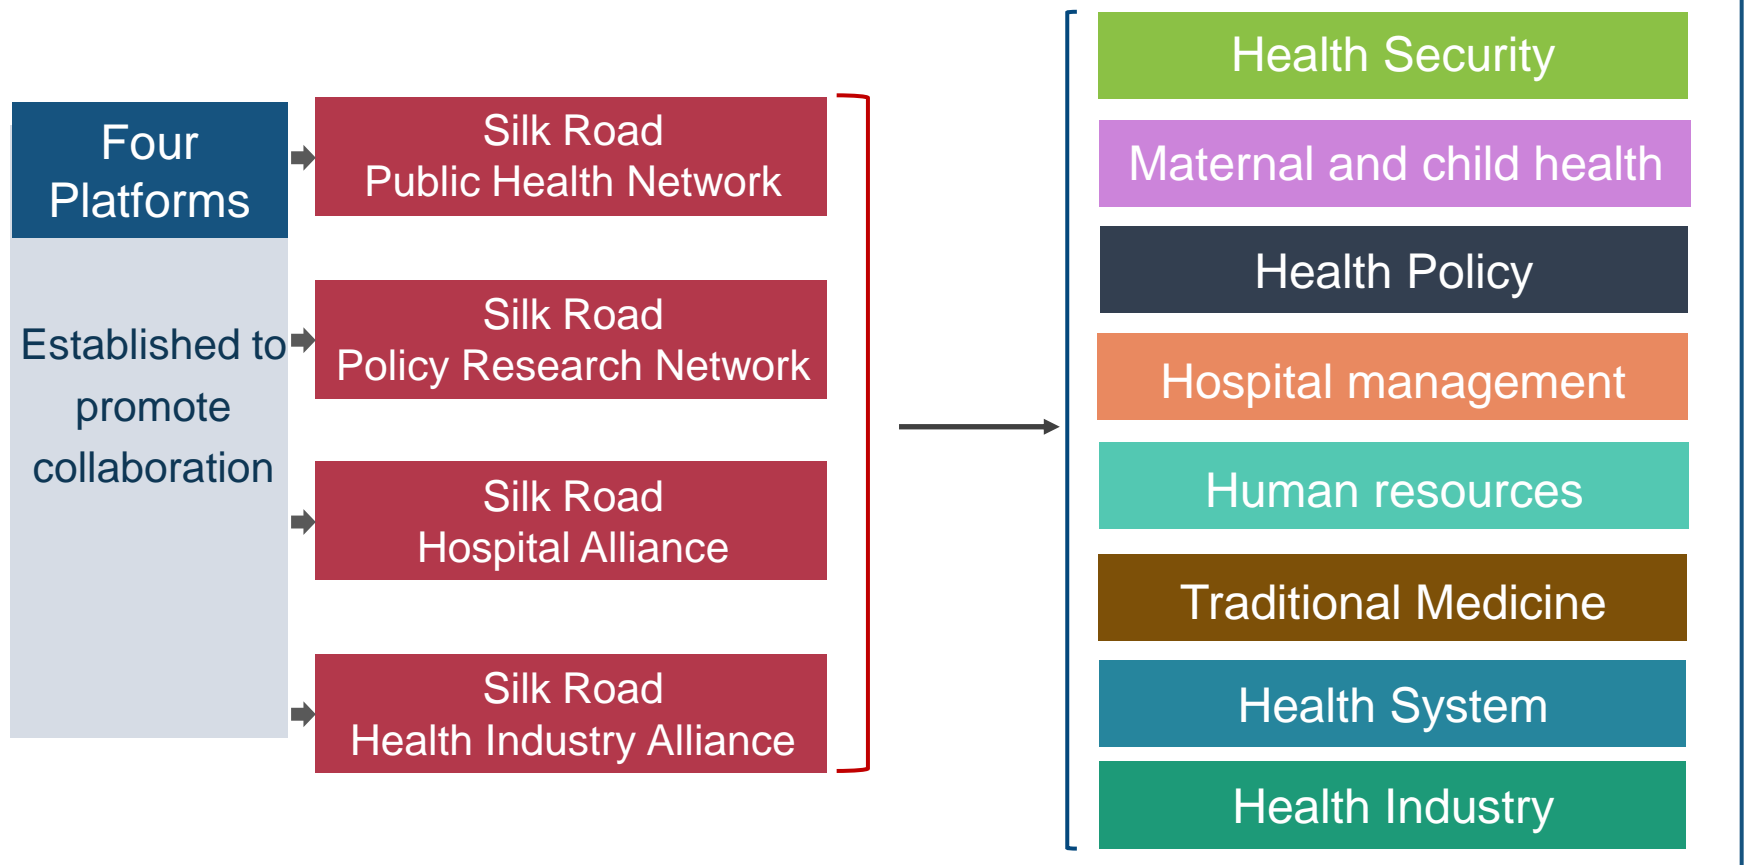 Four
Platforms
Established to
promote
collaboration
Silk Road
Public Health Network
Silk Road
Policy Research Network
Silk Road
Hospital Alliance
Silk Road
Health Industry Alliance
Health Security
Maternal and child health
Health Policy
Hospital management
Human resources
Traditional Medicine
Health System
Health Industry